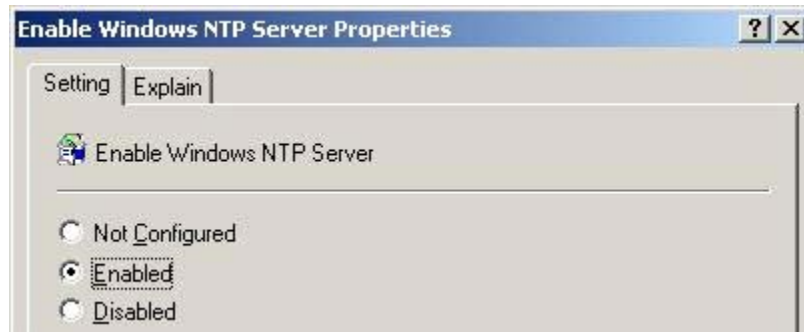 Enable Windows NTP Server Properties
Setting
Explain
Enable Windows NTP Server
Not Configured
Enabled
Disabled